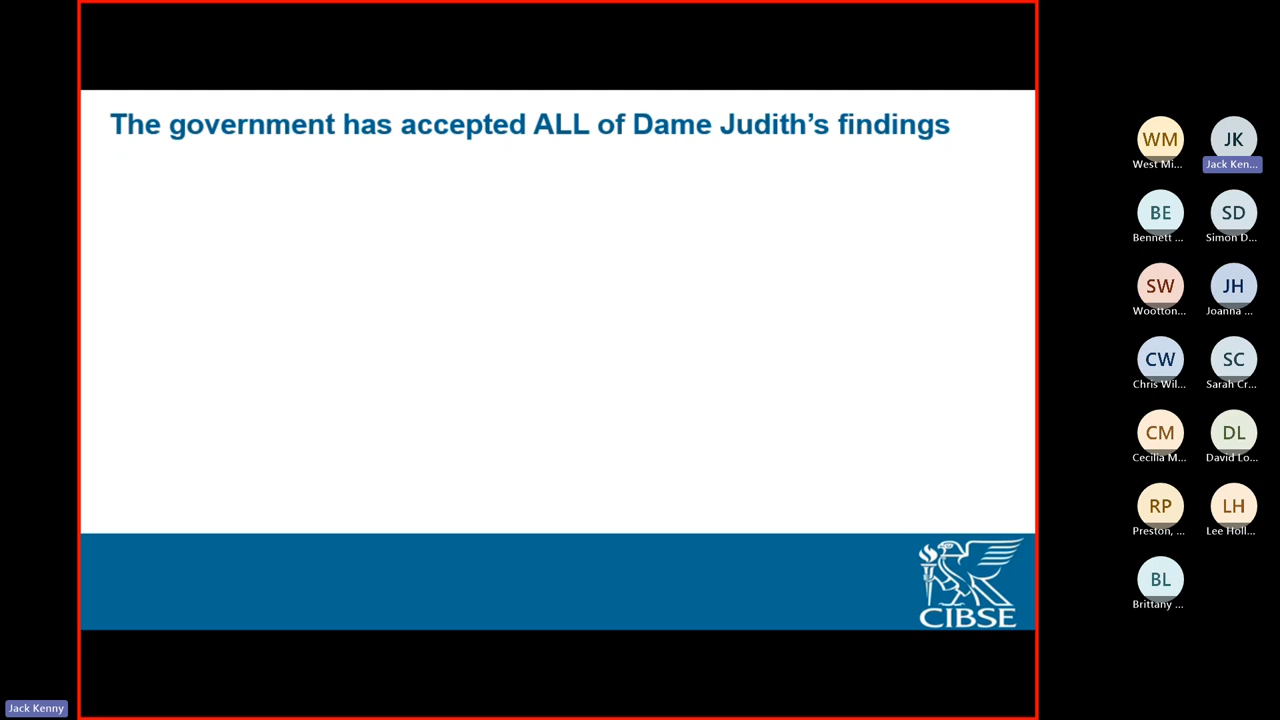 The government has accepted ALL of Dame Judith's findings
CIBSE
WM
West Mi...
JK
Jack Ken...
BE
Bennett ...
SD
Simon D...
SW
Wootton...
JH
Joanna ...
CW
Chris Wil...
SC
Sarah Cr...
CM
Cecilia M...
DL
David Lo...
RP
Preston, ...
LH
Lee Holl...
BL
Brittany ...
Jack Kenny